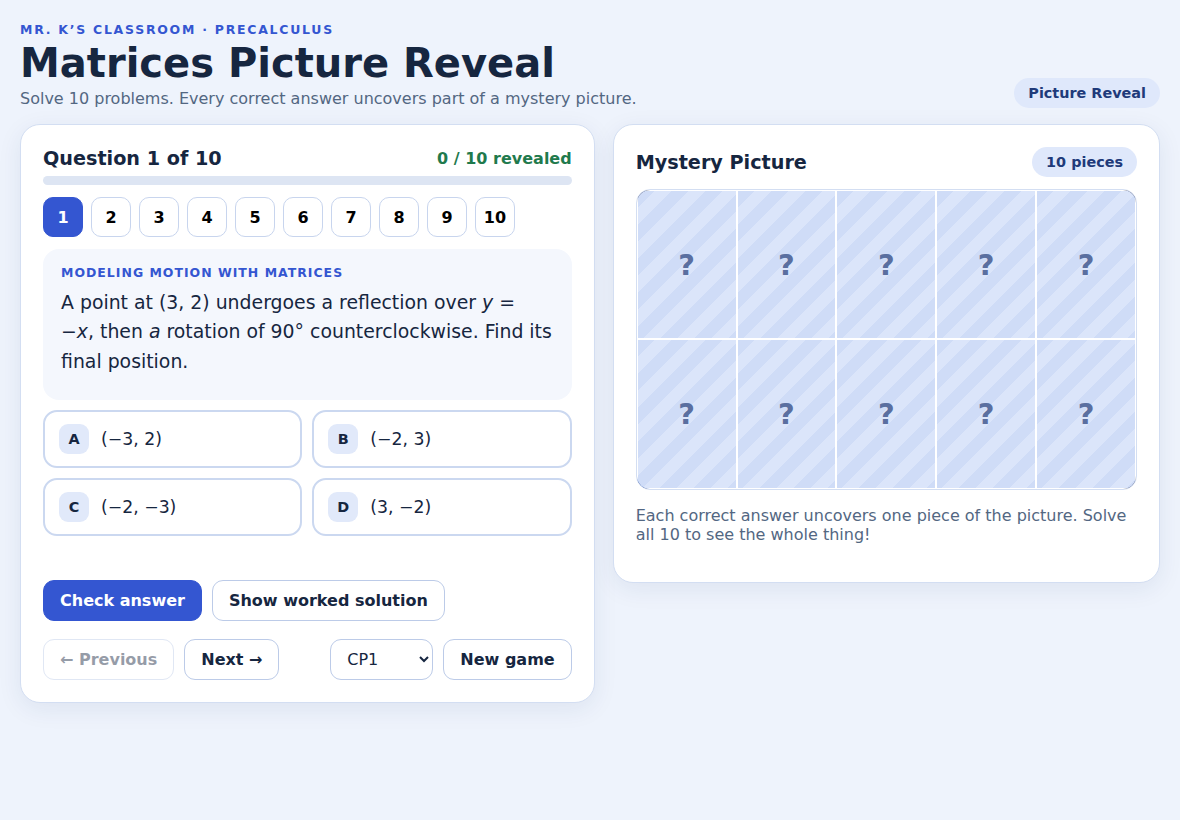 MR. K’S CLASSROOM · PRECALCULUS
Matrices Picture Reveal
Solve 10 problems. Every correct answer uncovers part of a mystery picture.
Picture Reveal
Question 1 of 10
0 / 10 revealed
1 2 3 4 5 6 7 8 9 10
MODELING MOTION WITH MATRICES
A point at (3, 2) undergoes a reflection over y =
−x, then a rotation of 90° counterclockwise. Find its
final position.
A (−3, 2)
B (−2, 3)
C (−2, −3)
D (3, −2)
Check answer
Show worked solution
← Previous
Next →
CP1
New game
Mystery Picture
10 pieces
? ? ? ? ?
? ? ? ? ?
Each correct answer uncovers one piece of the picture. Solve
all 10 to see the whole thing!